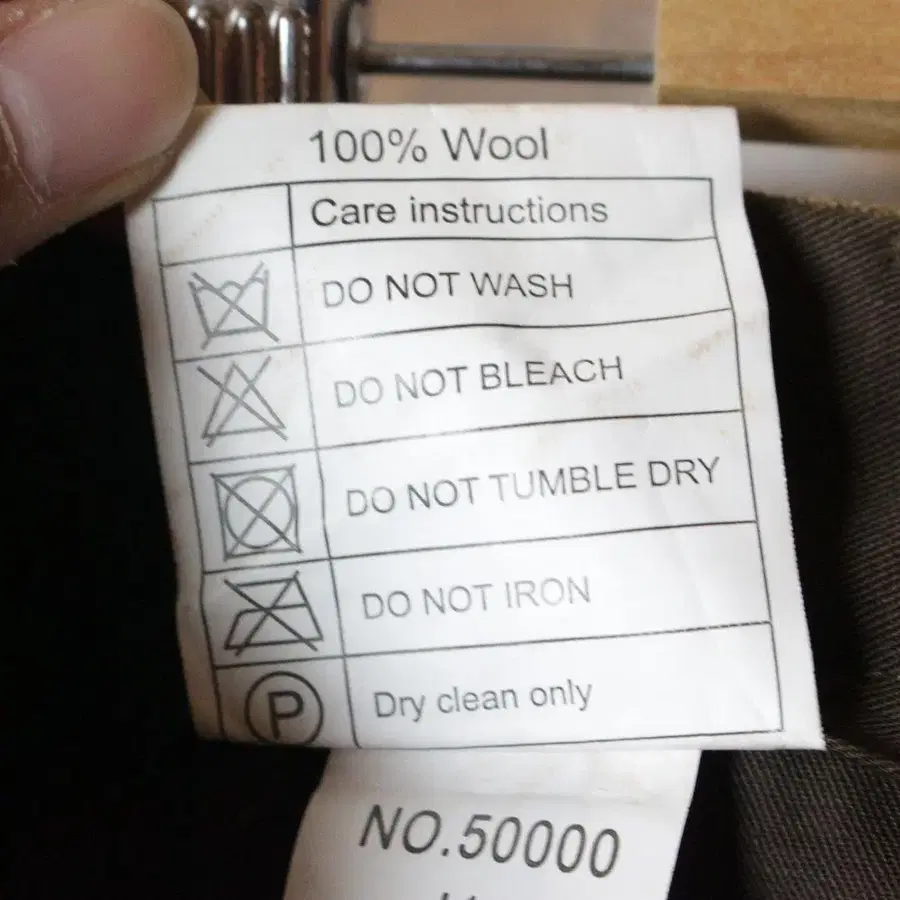 100% Wool
Care instructions
DO NOT WASH
DO NOT BLEACH
DO NOT TUMBLE DRY
DO NOT IRON
P Dry clean only
NO.50000